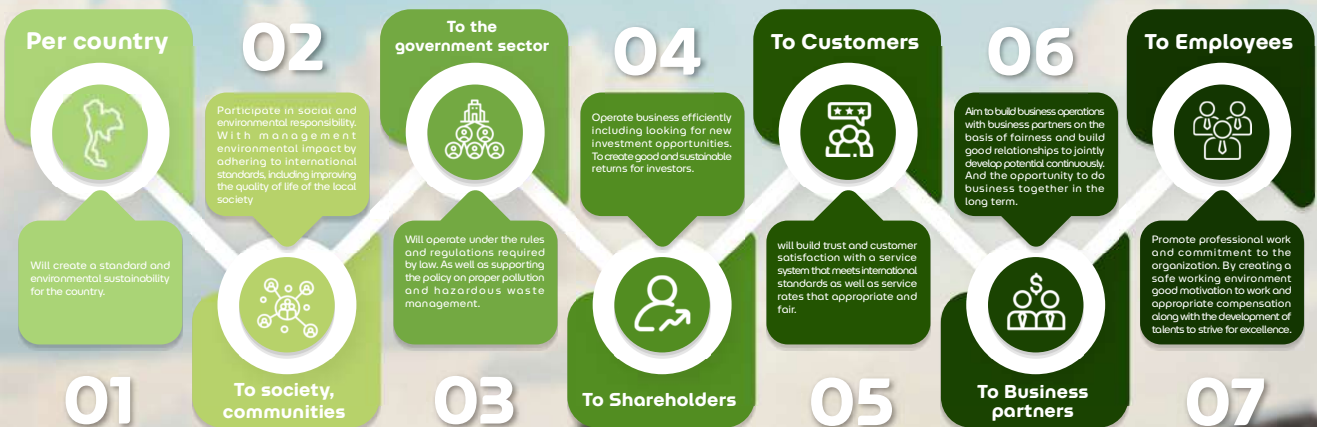 Per country
Will create a standard and
environmental sustainability
for the country.
01
02
Participate in social and
environmental responsibility.
With management
environmental impact by
adhering to international
standards, including improving
the quality of life of the local
society
To society,
communities
To the
government sector
Will operate under the rules
and regulations required
by law. As well as supporting
the policy on proper pollution
and hazardous waste
management.
03
04
Operate business efficiently
including looking for new
investment opportunities.
To create good and sustainable
returns for investors.
To Shareholders
To Customers
will build trust and customer
satisfaction with a service
system that meets international
standards as well as service
rates that appropriate and
fair.
05
06
Aim to build business operations
with business partners on the
basis of fairness and build
good relationships to jointly
develop potential continuously.
And the opportunity to do
business together in the
long term.
To Business
partners
To Employees
Promote professional work
and commitment to the
organization. By creating a
safe working environment
good motivation to work and
appropriate compensation
along with the development of
talents to strive for excellence.
07